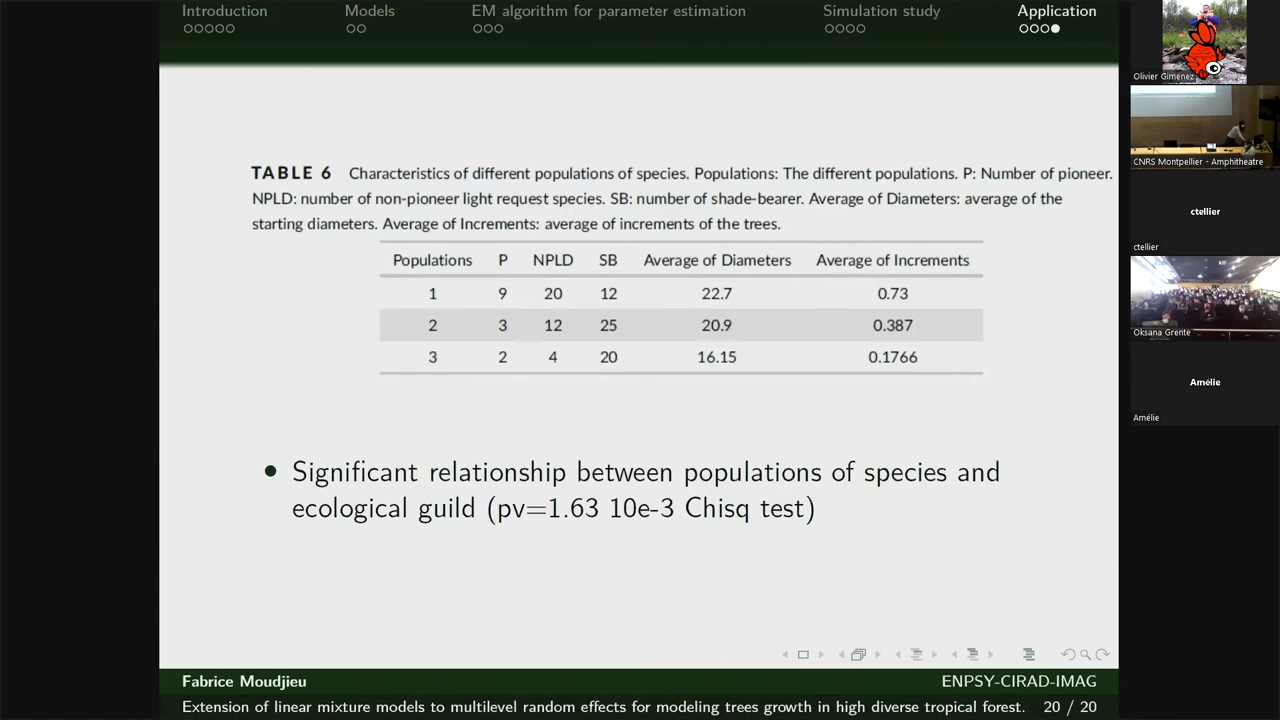 Introduction Models EM algorithm for parameter estimation Simulation study Application
TABLE 6 Characteristics of different populations of species. Populations: The different populations. P: Number of pioneer.
NPLD: number of non-pioneer light request species. SB: number of shade-bearer. Average of Diameters: average of the
starting diameters. Average of Increments: average of increments of the trees.
Populations P NPLD SB Average of Diameters Average of Increments
1 9 20 12 22.7 0.73
2 3 12 25 20.9 0.387
3 2 4 20 16.15 0.1766
Significant relationship between populations of species and
ecological guild (pv=1.63 10e-3 Chisq test)
Fabrice Moudjieu ENPSY-CIRAD-IMAG
Extension of linear mixture models to multilevel random effects for modeling trees growth in high diverse tropical forest. 20 / 20
Olivier Gimenez
CNRS Montpellier - Amphitheatre
ctellier
ctellier
Oksana Grente
Amélie
Amélie